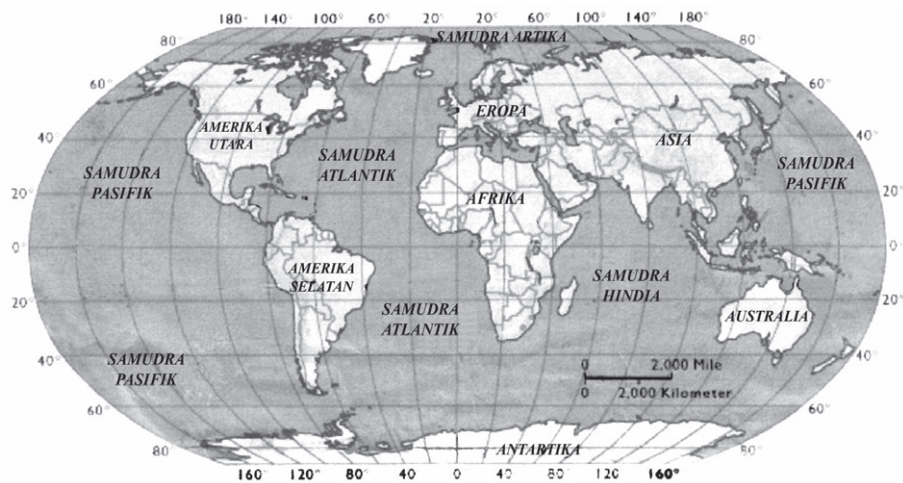 180° 140° 100° 60° 20° 20° 60° 100° 140° 180°
SAMUDRA ARTIKA
80° 80°
60° 60°
EROPA
AMERIKA
UTARA
ASIA
40° 40°
SAMUDRA
ATLANTIK
SAMUDRA
PASIFIK
SAMUDRA
PASIFIK
20° 20°
AFRIKA
0° 0°
AMERIKA
SELATAN
SAMUDRA
HINDIA
20° 20°
SAMUDRA
ATLANTIK
AUSTRALIA
SAMUDRA
PASIFIK
40° 40°
0 2,000 Mile
0 2,000 Kilometer
60° 60°
80° 80°
ANTARTIKA
160° 120° 80° 40 0 40 80 120 160°